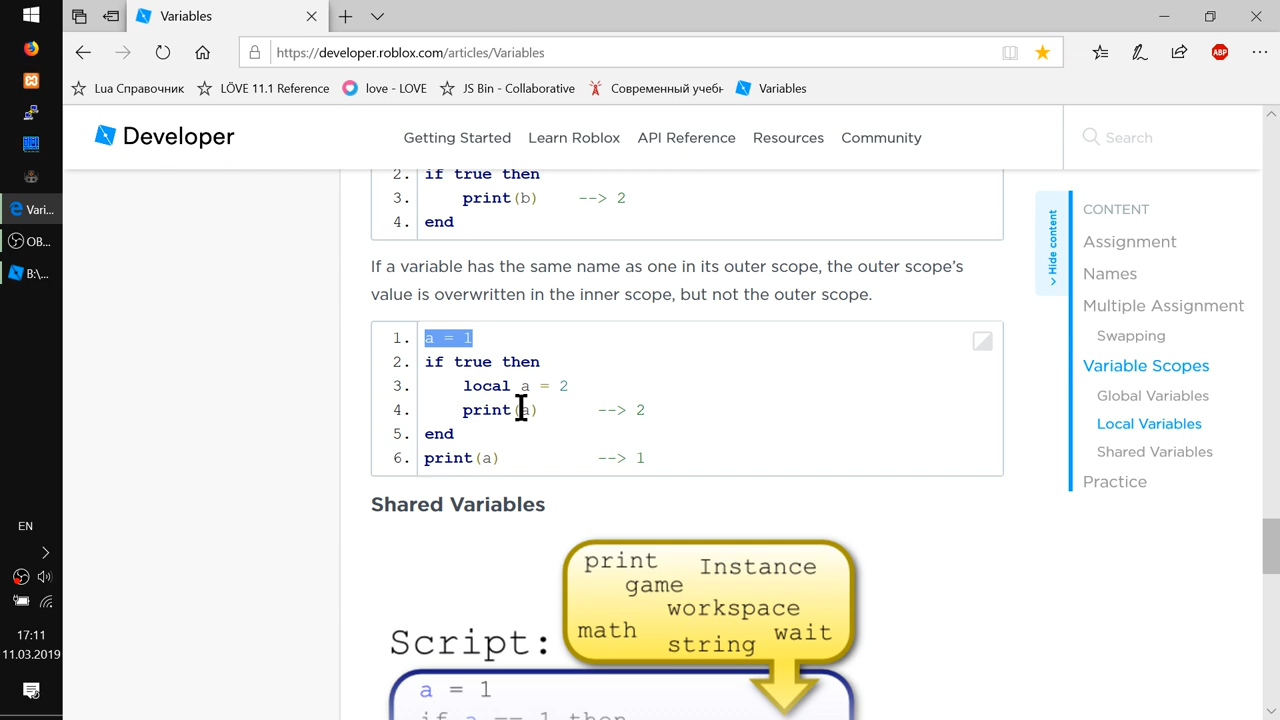 Variables
https://developer.roblox.com/articles/Variables
ABP
Lua Справочник
LÖVE 11.1 Reference
love - LOVE
JS Bin - Collaborative
Современный учебн
Variables
Developer
Getting Started
Learn Roblox
API Reference
Resources
Community
Search
2. if true then
3. print(b) --> 2
4. end
If a variable has the same name as one in its outer scope, the outer scope's
value is overwritten in the inner scope, but not the outer scope.
1. a = 1
2. if true then
3. local a = 2
4. print(a) --> 2
5. end
6. print(a) --> 1
Shared Variables
print
Instance
game
workspace
math
string
wait
Script:
a = 1
if a == 1 then
Hide content
CONTENT
Assignment
Names
Multiple Assignment
Swapping
Variable Scopes
Global Variables
Local Variables
Shared Variables
Practice
Vari...
OB...
B:\...
EN
17:11
11.03.2019